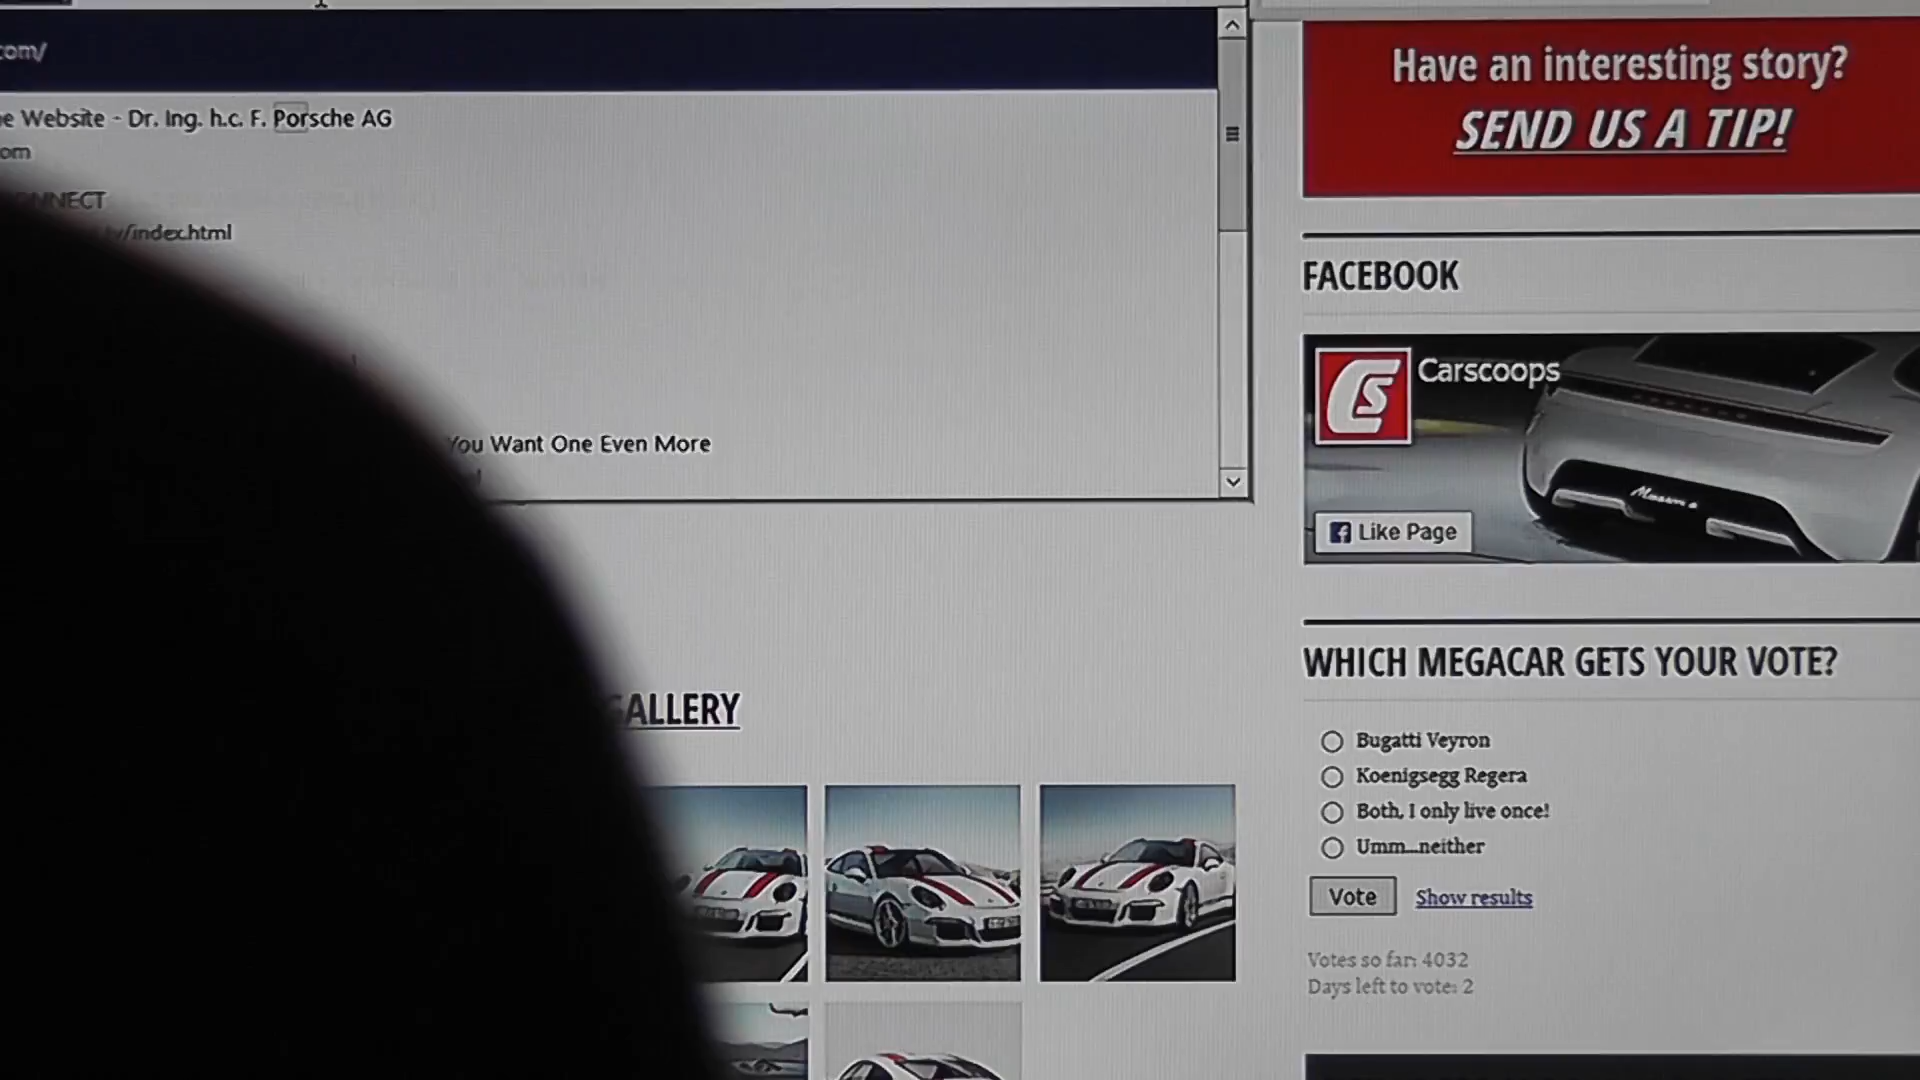 com/
e Website - Dr. Ing. h.c. F. Porsche AG
om
NNECT
tv/index.html
You Want One Even More
GALLERY
Have an interesting story?
SEND US A TIP!
FACEBOOK
Carscoops
Like Page
WHICH MEGACAR GETS YOUR VOTE?
Bugatti Veyron
Koenigsegg Regera
Both, I only live once!
Umm...neither
Vote Show results
Votes so far: 4032
Days left to vote: 2